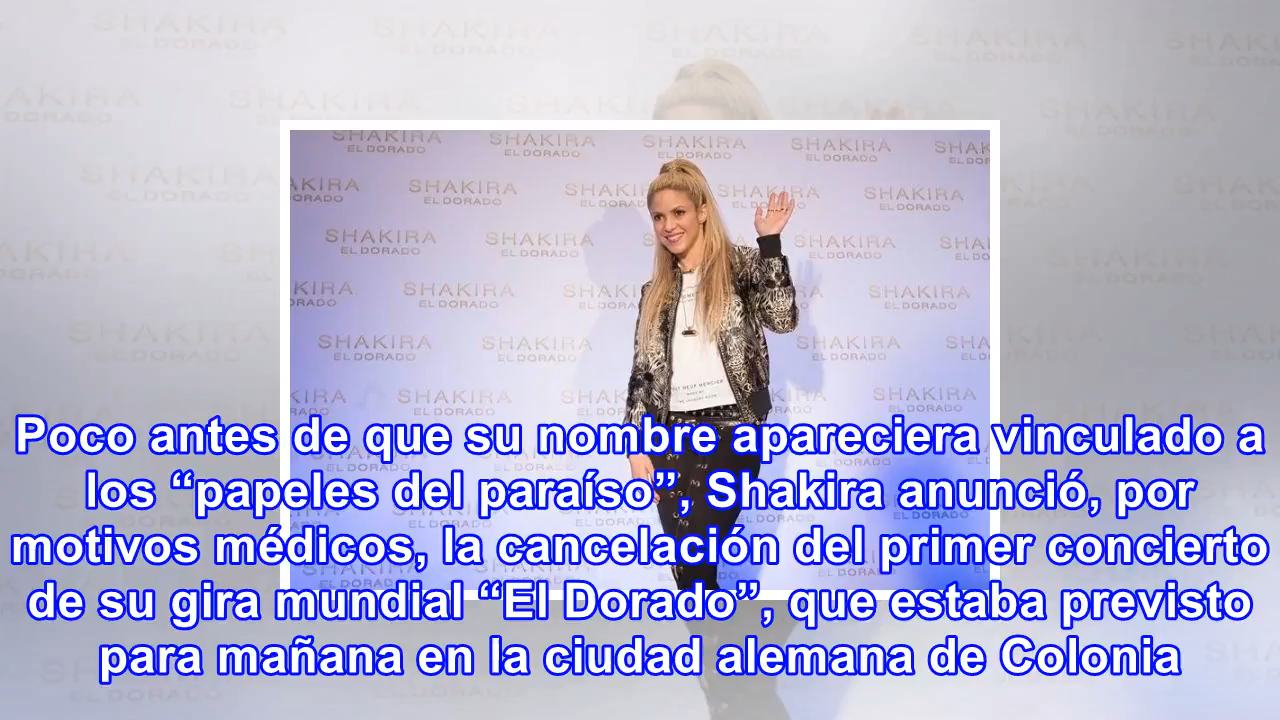 SHAKIRA
EL DORADO
NEUF MERCIER
Poco antes de que su nombre apareciera vinculado a
los “papeles del paraíso”, Shakira anunció, por
motivos médicos, la cancelación del primer concierto
de su gira mundial “El Dorado”, que estaba previsto
para mañana en la ciudad alemana de Colonia